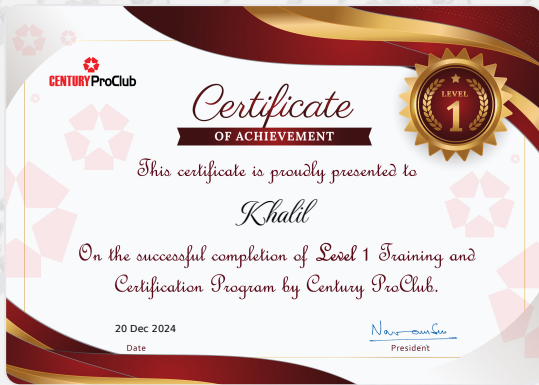 CENTURY ProClub
Certificate
OF ACHIEVEMENT
LEVEL
1
This certificate is proudly presented to
Khalil
On the successful completion of Level 1 Training and
Certification Program by Century ProClub.
20 Dec 2024
Date
President